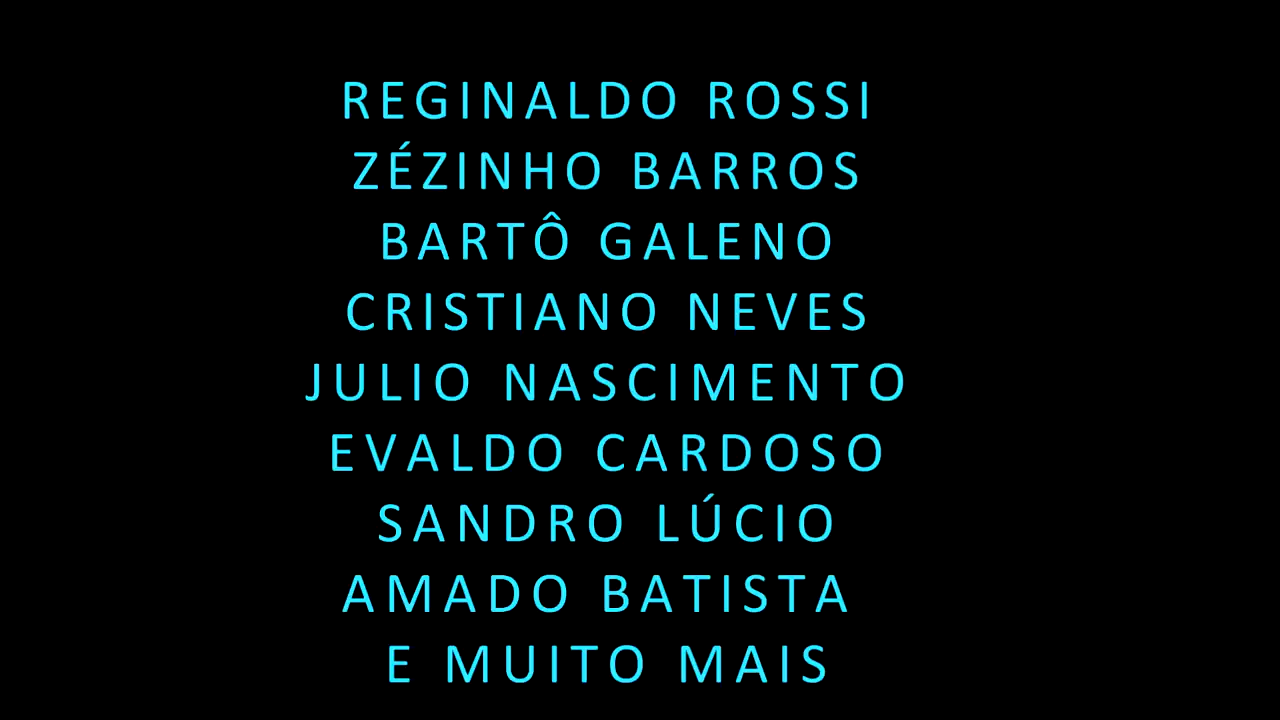 REGINALDO ROSSI
ZÉZINHO BARROS
BARTÔ GALENO
CRISTIANO NEVES
JULIO NASCIMENTO
EVALDO CARDOSO
SANDRO LÚCIO
AMADO BATISTA
E MUITO MAIS